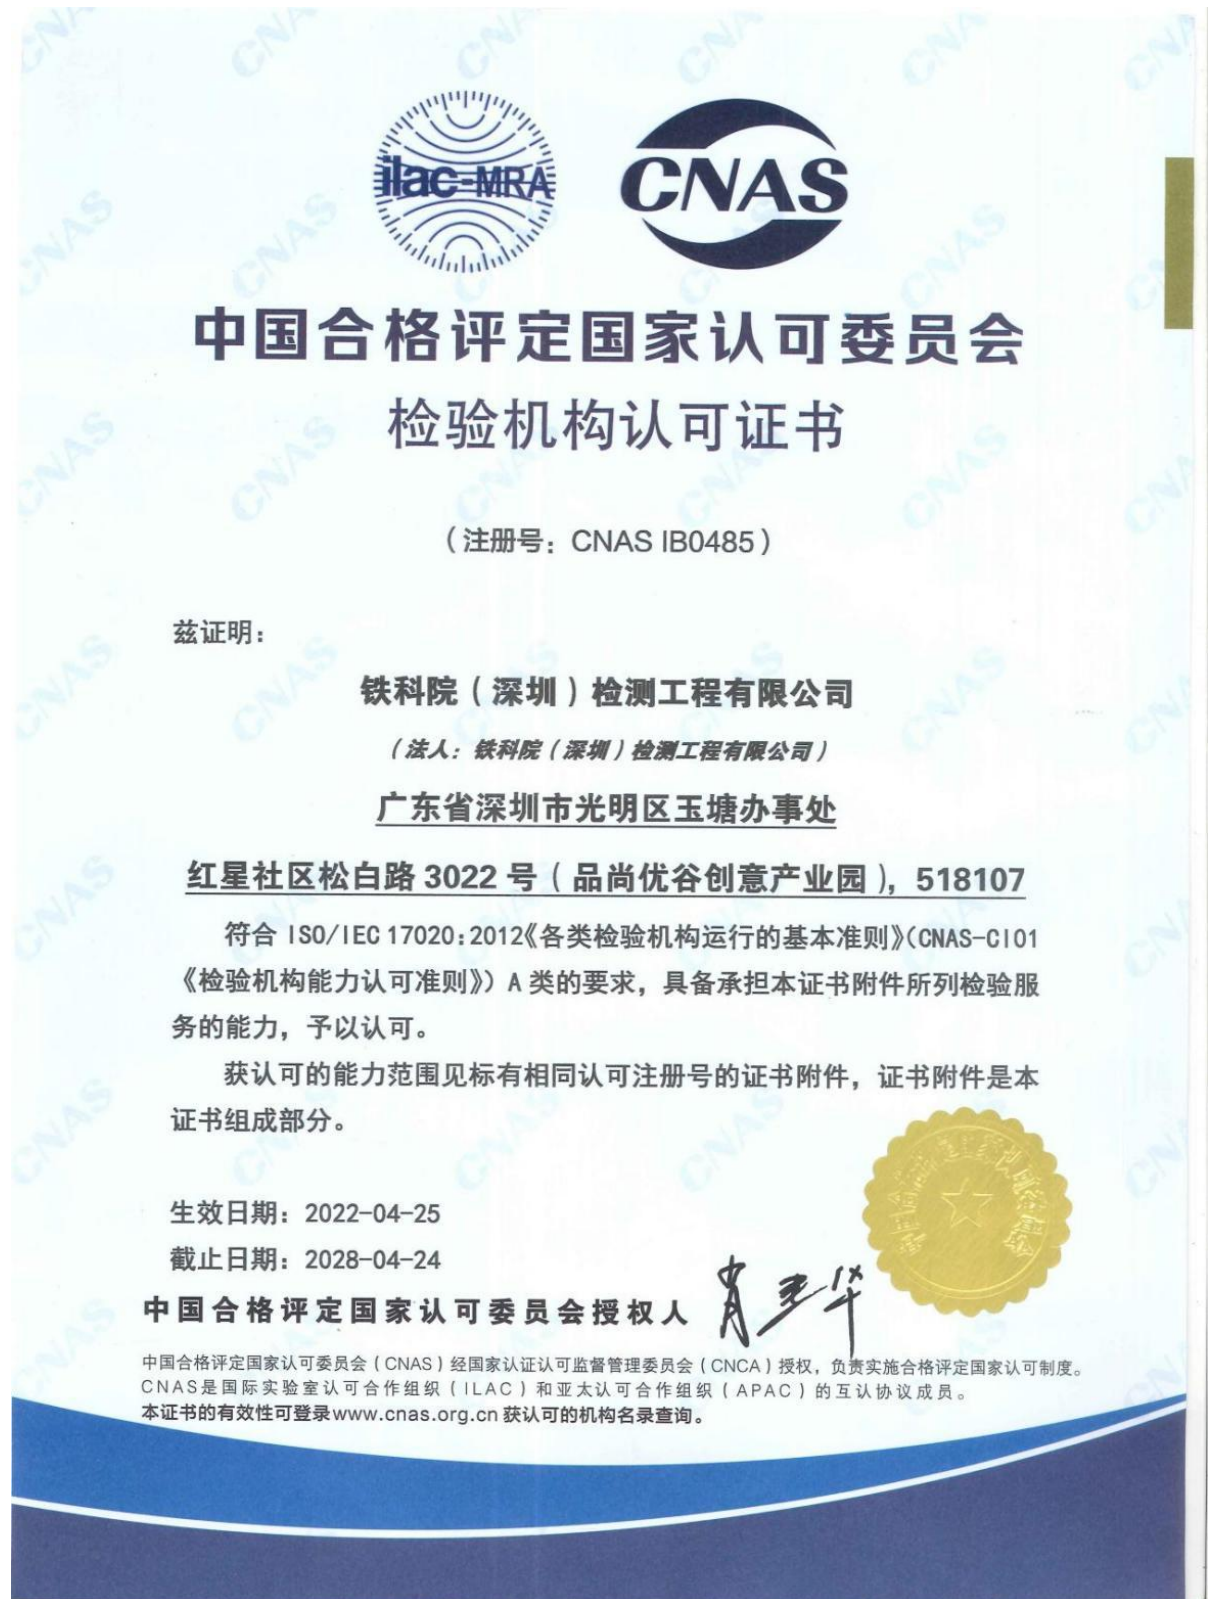 ilac-MRA
CNAS
中国合格评定国家认可委员会
检验机构认可证书
（注册号：CNAS IB0485）
兹证明：
铁科院（深圳）检测工程有限公司
（法人：铁科院（深圳）检测工程有限公司）
广东省深圳市光明区玉塘办事处
红星社区松白路 3022 号（品尚优谷创意产业园），518107
符合 ISO/IEC 17020:2012《各类检验机构运行的基本准则》（CNAS-CI01
《检验机构能力认可准则》）A 类的要求，具备承担本证书附件所列检验服
务的能力，予以认可。
获认可的能力范围见标有相同认可注册号的证书附件，证书附件是本
证书组成部分。
生效日期：2022-04-25
截止日期：2028-04-24
中国合格评定国家认可委员会授权人
中国合格评定国家认可委员会（CNAS）经国家认证认可监督管理委员会（CNCA）授权，负责实施合格评定国家认可制度。
CNAS是国际实验室认可合作组织（ILAC）和亚太认可合作组织（APAC）的互认协议成员。
本证书的有效性可登录www.cnas.org.cn 获认可的机构名录查询。